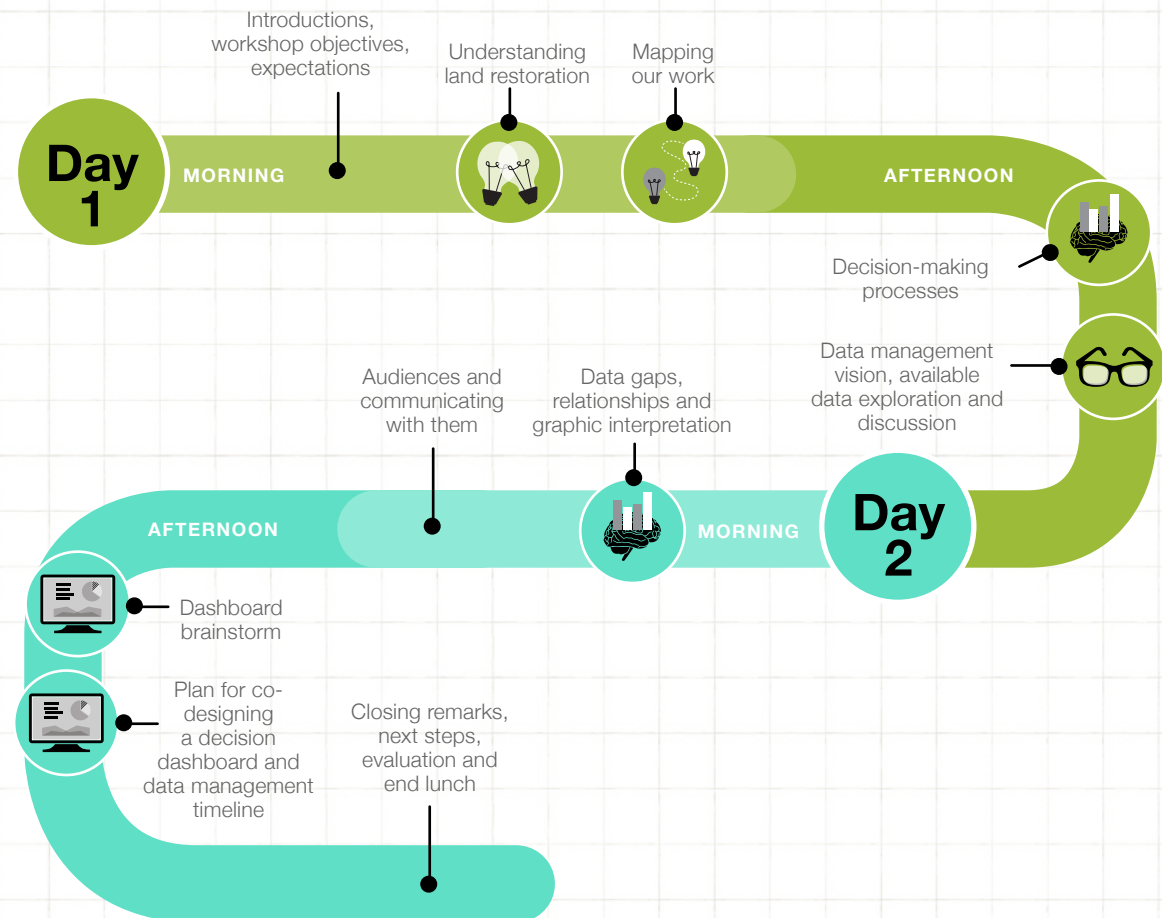 Introductions,
workshop objectives,
expectations
Understanding
land restoration
Mapping
our work
Day
1
MORNING
AFTERNOON
Decision-making
processes
Data management
vision, available
data exploration and
discussion
Day
2
MORNING
Data gaps,
relationships and
graphic interpretation
Audiences and
communicating
with them
AFTERNOON
Dashboard
brainstorm
Plan for co-
designing
a decision
dashboard and
data management
timeline
Closing remarks,
next steps,
evaluation and
end lunch